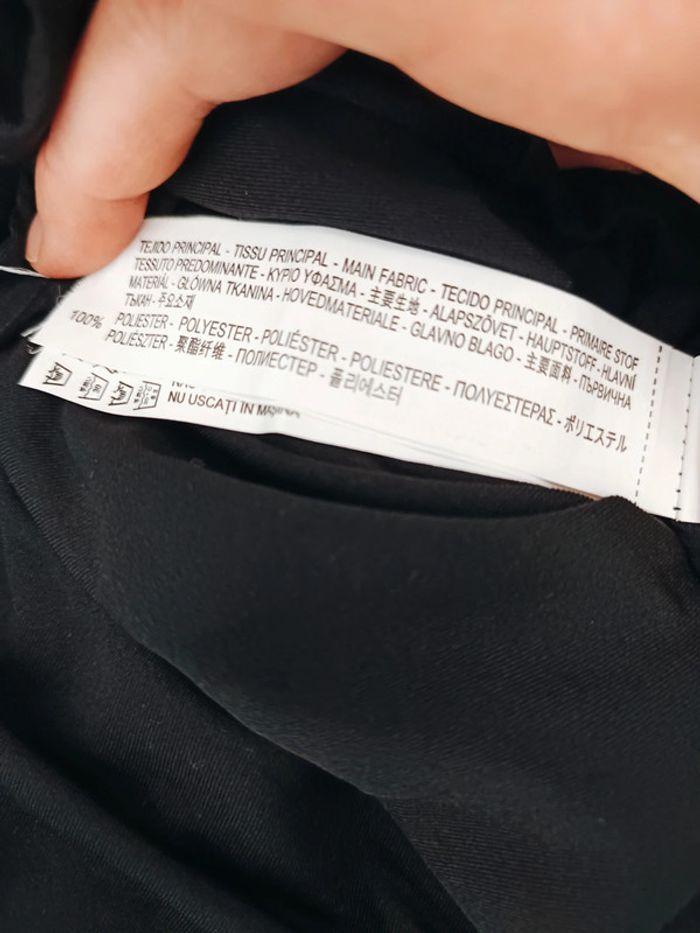 TEJIDO PRINCIPAL - TISSU PRINCIPAL - MAIN FABRIC - TECIDO PRINCIPAL - PRIMAIRE STOF
TESSUTO PREDOMINANTE - ΚΥΡΙΟ ΥΦΑΣΜΑ - 主要生地 - ALAPSZÖVET - HAUPTSTOFF - HLAVNÍ
MATERIÁL - GŁÓWNA TKANINA - HOVEDMATERIALE - GLAVNO BLAGO - 主要面料 - ПЪРВИЧНА
ТЪКАН - 주요소재
100% POLIESTER - POLYESTER - POLIÉSTER - POLIESTERE - ΠΟΛΥΕΣΤΕΡΑΣ - ポリエステル
POLIÉSZTER - 聚酯纤维 - ПОЛИЕСТЕР - 폴리에스터
NU USCAȚI IN